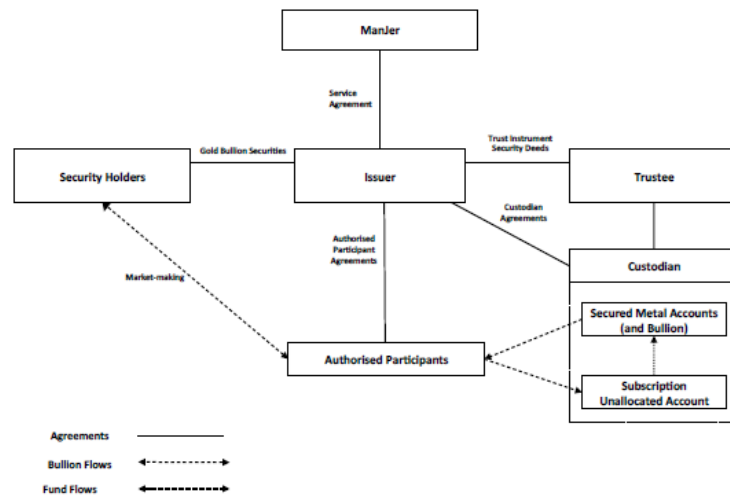 ManJer
Service
Agreement
Gold Bullion Securities
Trust Instrument
Security Deeds
Security Holders
Issuer
Trustee
Custodian
Agreements
Authorised
Participant
Agreements
Custodian
Market-making
Secured Metal Accounts
(and Bullion)
Authorised Participants
Subscription
Unallocated Account
Agreements
Bullion Flows
Fund Flows